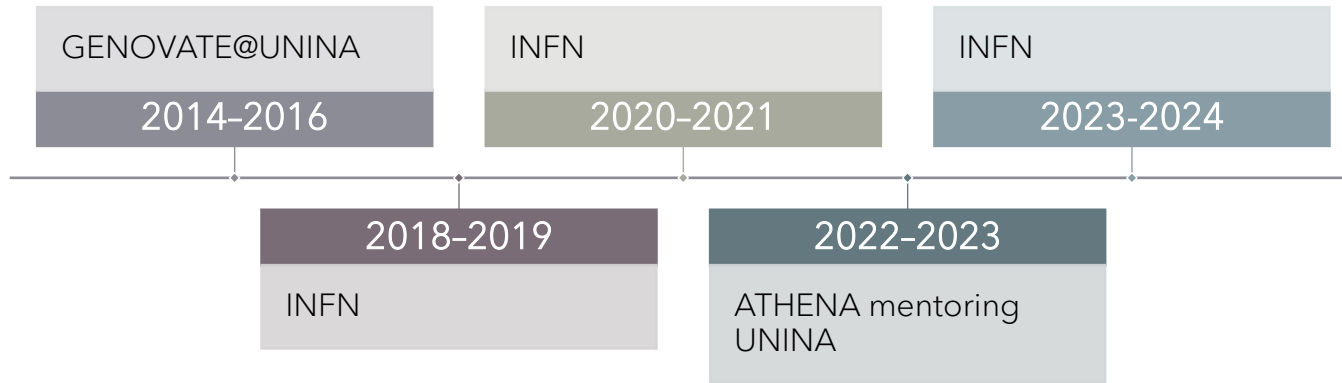 GENOVATE@UNINA
2014–2016
2018–2019
INFN
INFN
2020–2021
2022–2023
ATHENA mentoring
UNINA
INFN
2023-2024